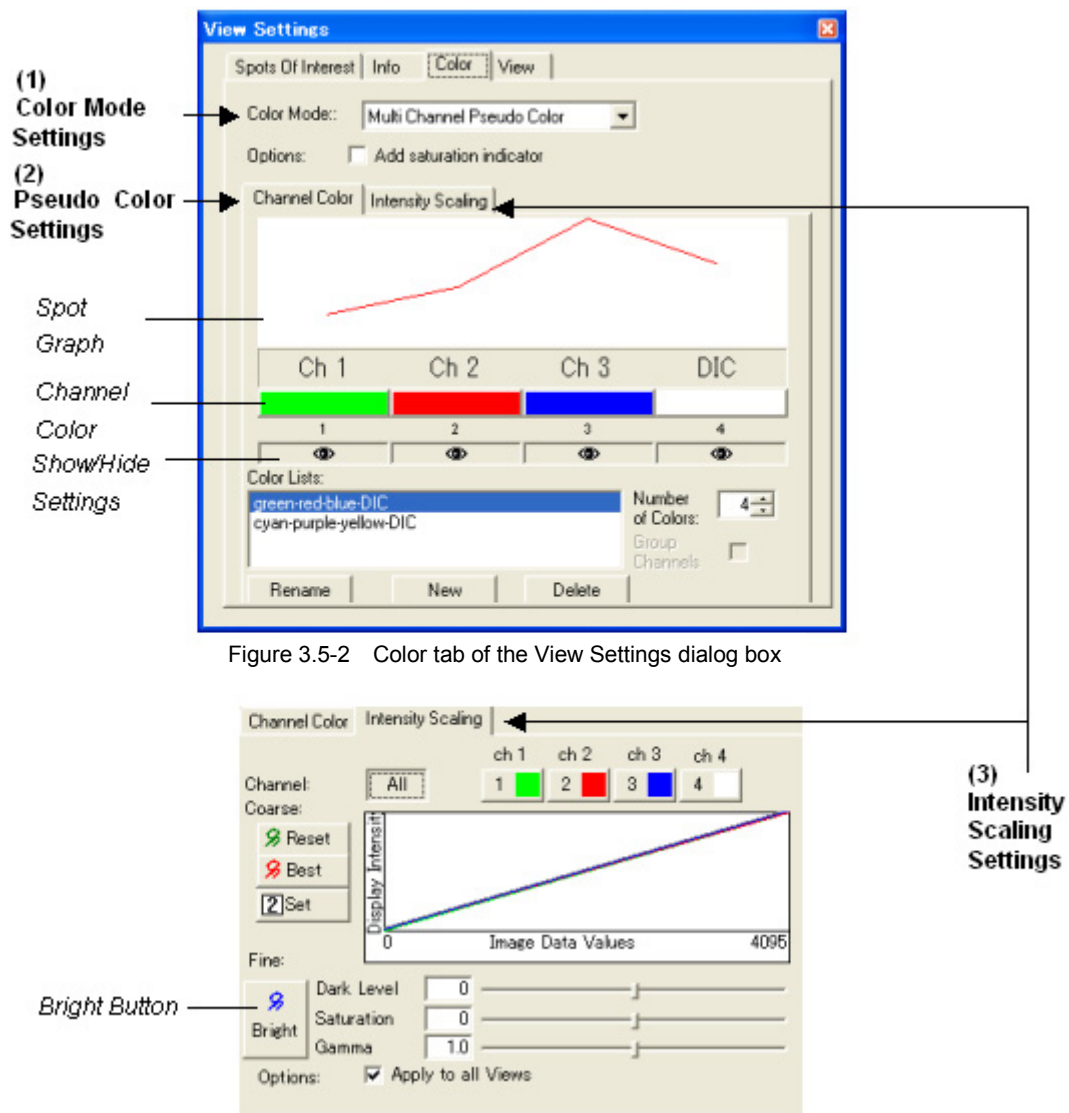 View Settings
Spots Of Interest Info Color View
(1)
Color Mode
Settings
Color Mode:: Multi Channel Pseudo Color
Options: Add saturation indicator
(2)
Pseudo Color
Settings
Channel Color Intensity Scaling
Spot
Graph
Ch 1 Ch 2 Ch 3 DIC
Channel
Color
1 2 3 4
Show/Hide
Settings
Color Lists:
green-red-blue-DIC
cyan-purple-yellow-DIC
Number
of Colors: 4
Group
Channels
Rename New Delete
Figure 3.5-2 Color tab of the View Settings dialog box
Channel Color Intensity Scaling
ch 1 ch 2 ch 3 ch 4
Channel: All 1 2 3 4
Coarse:
Reset
Best
2 Set
Display Intensit
0 Image Data Values 4095
(3)
Intensity
Scaling
Settings
Fine:
Bright Button
Bright
Dark Level 0
Saturation 0
Gamma 1.0
Options: Apply to all Views